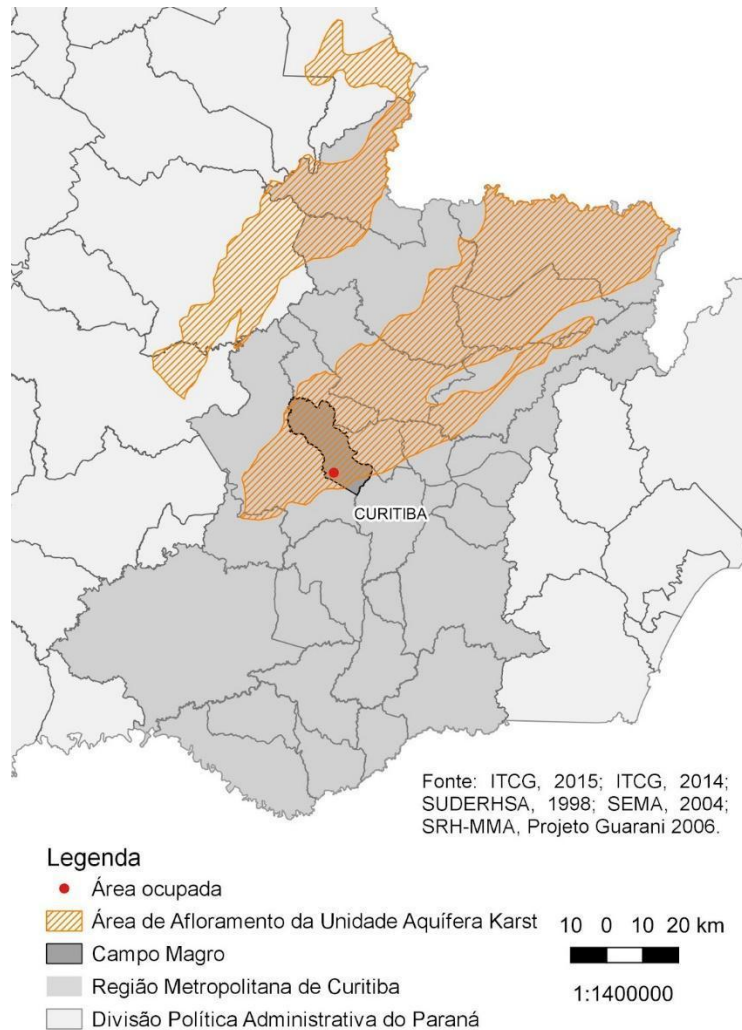 CURITIBA
Fonte: ITCG, 2015; ITCG, 2014;
SUDERHSA, 1998; SEMA, 2004;
SRH-MMA, Projeto Guarani 2006.
Legenda
Área ocupada
Área de Afloramento da Unidade Aquífera Karst
Campo Magro
Região Metropolitana de Curitiba
Divisão Política Administrativa do Paraná
10 0 10 20 km
1:1400000